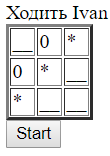 Ходить Ivan
__ 0 *
0 * __
* __ __
Start